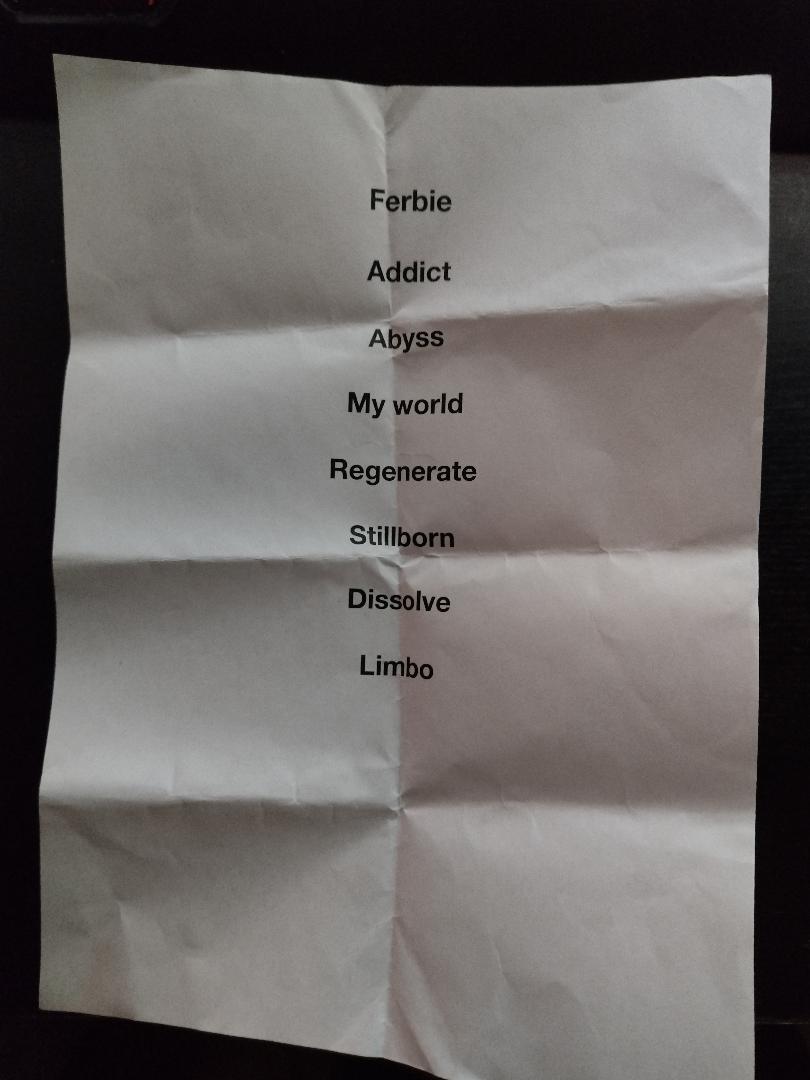 Ferbie
Addict
Abyss
My world
Regenerate
Stillborn
Dissolve
Limbo